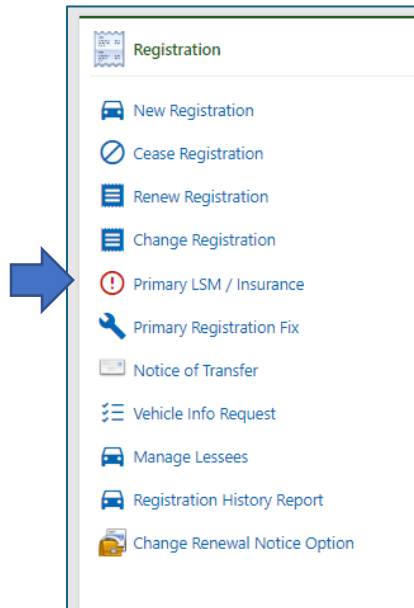 Registration
New Registration
Cease Registration
Renew Registration
Change Registration
Primary LSM / Insurance
Primary Registration Fix
Notice of Transfer
Vehicle Info Request
Manage Lessees
Registration History Report
Change Renewal Notice Option